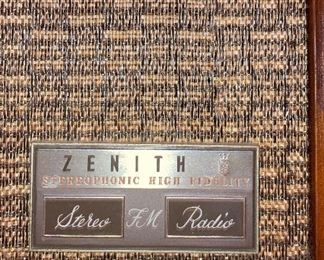 ZENITH
STEREOPHONIC HIGH FIDELITY
Stereo FM Radio